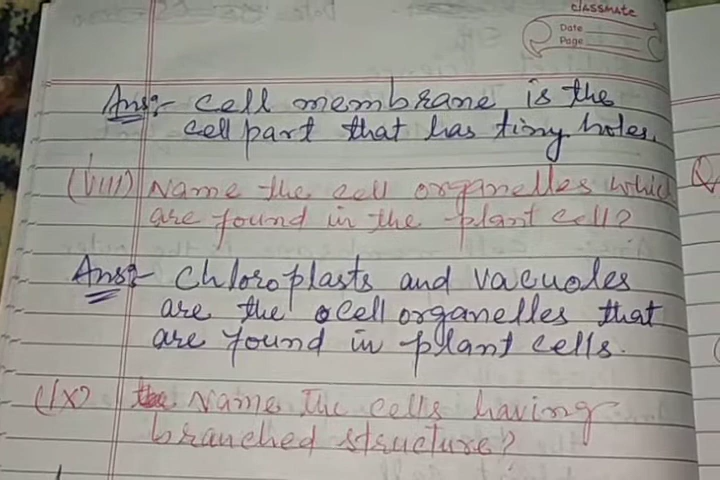 classmate
Date
Page
Ans:- Cell membrane is the
cell part that has tiny holes.
(viii) Name the cell organelles which
are found in the plant cell?
Ans:- Chloroplasts and vacuoles
are the cell organelles that
are found in plant cells.
(ix) Name the cells having
branched structure?